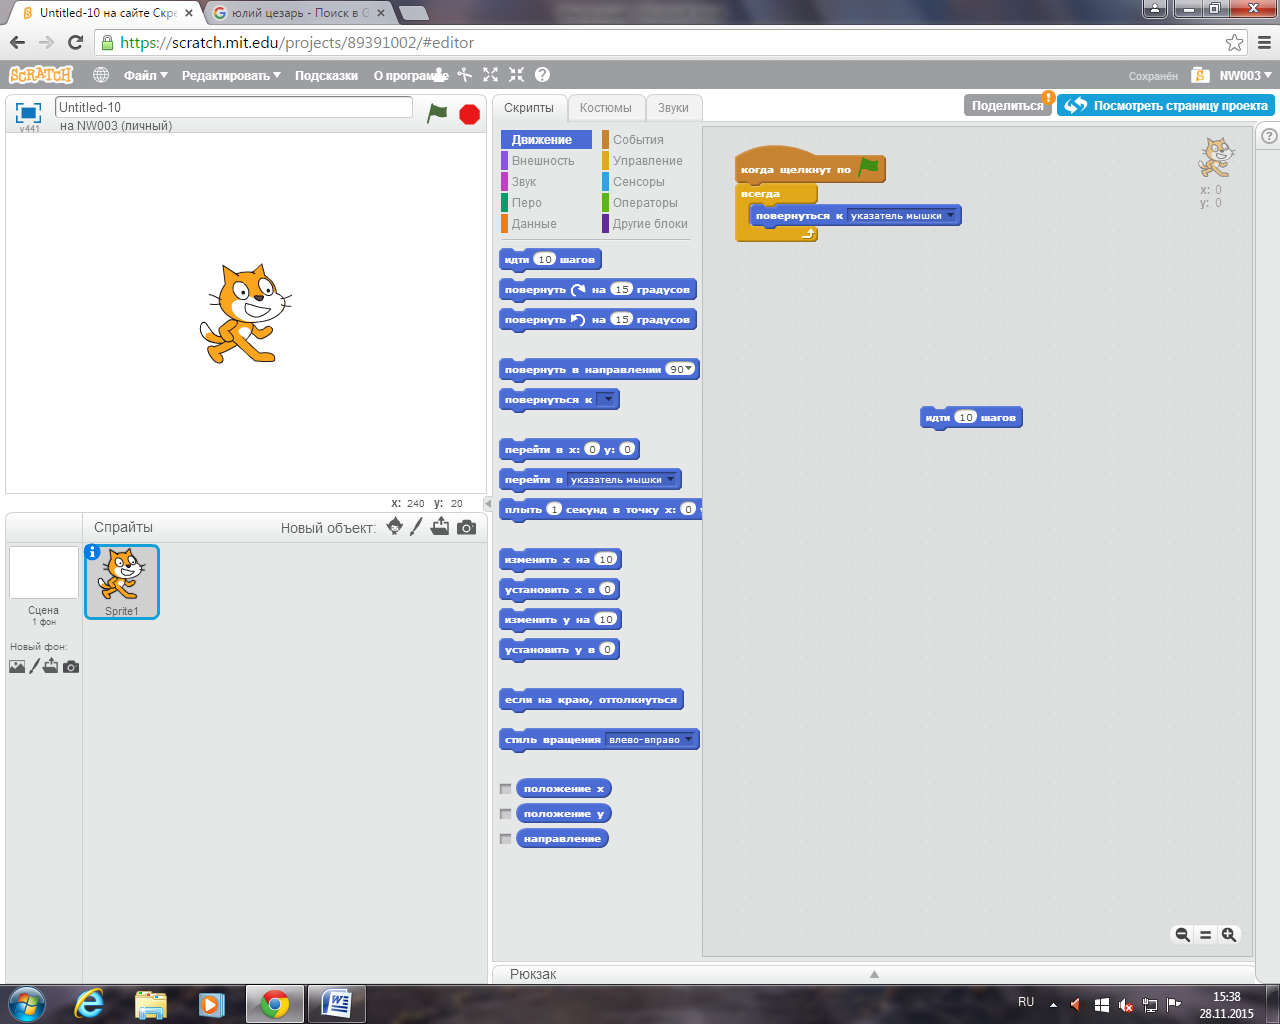 Untitled-10 на сайте Скре
юлий цезарь - Поиск в G
https://scratch.mit.edu/projects/89391002/#editor
SCRATCH Файл Редактировать Подсказки О программе Сохранён NW003
Untitled-10
на NW003 (личный)
v441
Скрипты Костюмы Звуки
Поделиться ! Посмотреть страницу проекта
Движение События
Внешность Управление
Звук Сенсоры
Перо Операторы
Данные Другие блоки
идти 10 шагов
повернуть на 15 градусов
повернуть на 15 градусов
повернуть в направлении 90
повернуться к
перейти в x: 0 y: 0
перейти в указатель мышки
плыть 1 секунд в точку x: 0
изменить x на 10
установить x в 0
изменить y на 10
установить y в 0
если на краю, оттолкнуться
стиль вращения влево-вправо
положение x
положение y
направление
когда щелкнут по
всегда
повернуться к указатель мышки
идти 10 шагов
x: 0
y: 0
x: 240 y: 20
Спрайты Новый объект:
Sprite1
Сцена
1 фон
Новый фон:
Рюкзак
RU
15:38
28.11.2015